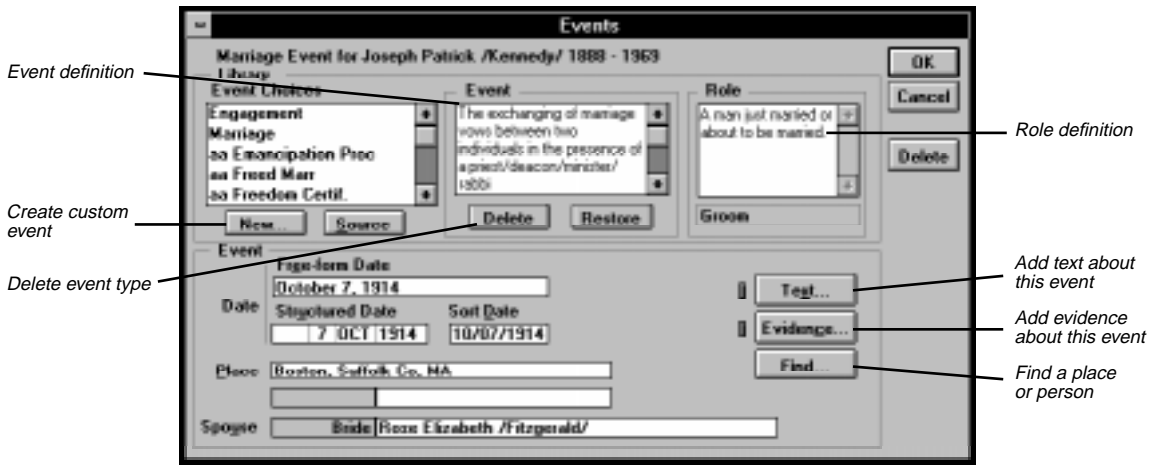 Events
Marriage Event for Joseph Patrick /Kennedy/ 1888 - 1969
Library
Event Choices
Engagement
Marriage
aa Emancipation Proc
aa Freed Marr
aa Freedom Certif.
New...
Source
Event
The exchanging of marriage
vows between two
individuals in the presence of
a priest/deacon/minister/
rabbi
Delete
Restore
Role
A man just married or
about to be married.
Groom
OK
Cancel
Delete
Event
Free-form Date
October 7, 1914
Date
Structured Date
Sort Date
7 OCT 1914
10/07/1914
Place
Boston, Suffolk Co, MA
Spouse
Bride
Rose Elizabeth /Fitzgerald/
Text...
Evidence...
Find...
Event definition
Create custom
event
Delete event type
Role definition
Add text about
this event
Add evidence
about this event
Find a place
or person